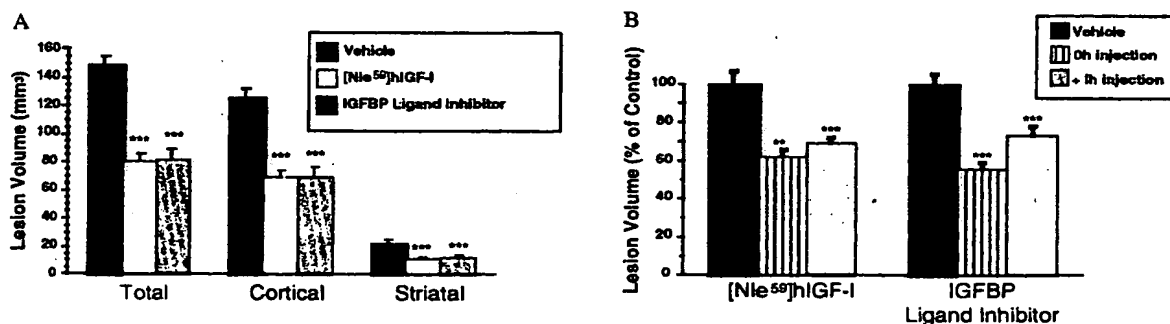 A
Lesion Volume (mm³)
160
140
120
100
80
60
40
20
0
Vehicle
[Nle⁵⁹]hIGF-I
IGFBP Ligand Inhibitor
*** ***
*** ***
*** ***
Total Cortical Striatal
B
Lesion Volume (% of Control)
100
80
60
40
20
0
Vehicle
0h injection
+ 1h injection
** ***
*** ***
[Nle⁵⁹]hIGF-I IGFBP
Ligand Inhibitor